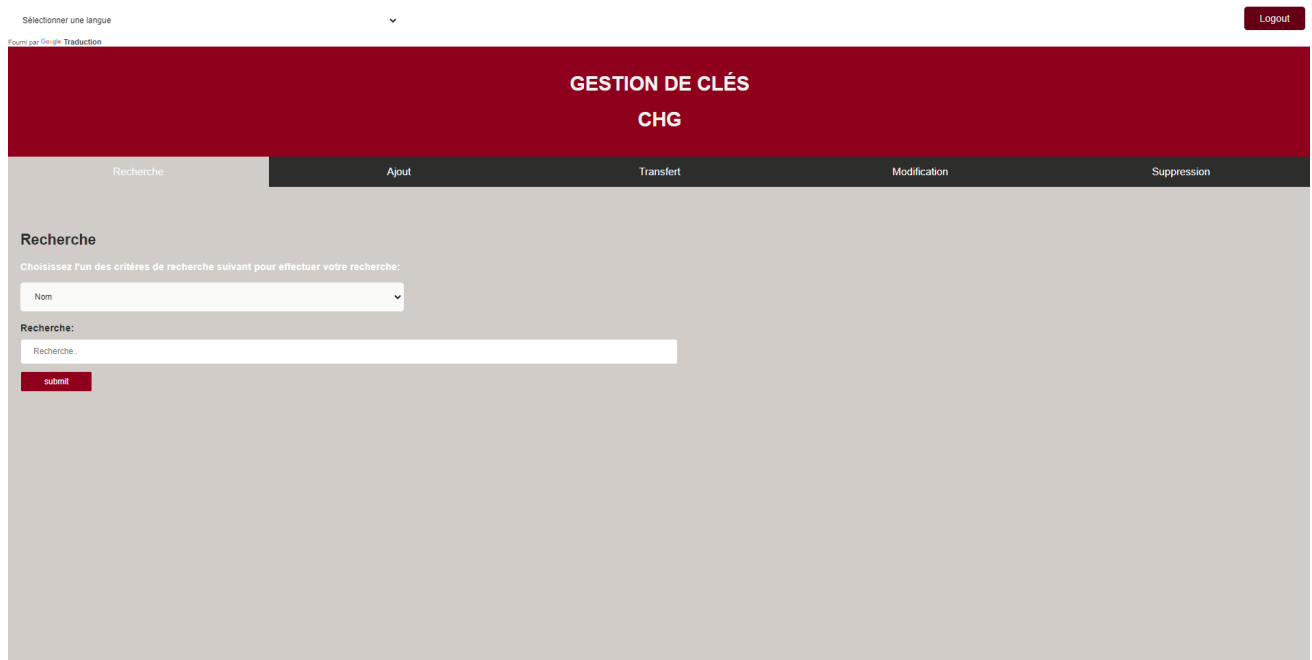 Sélectionner une langue
Logout
Fourni par Google Traduction
GESTION DE CLÉS
CHG
Recherche Ajout Transfert Modification Suppression
Recherche
Choisissez l'un des critères de recherche suivant pour effectuer votre recherche:
Nom
Recherche:
Recherche..
submit